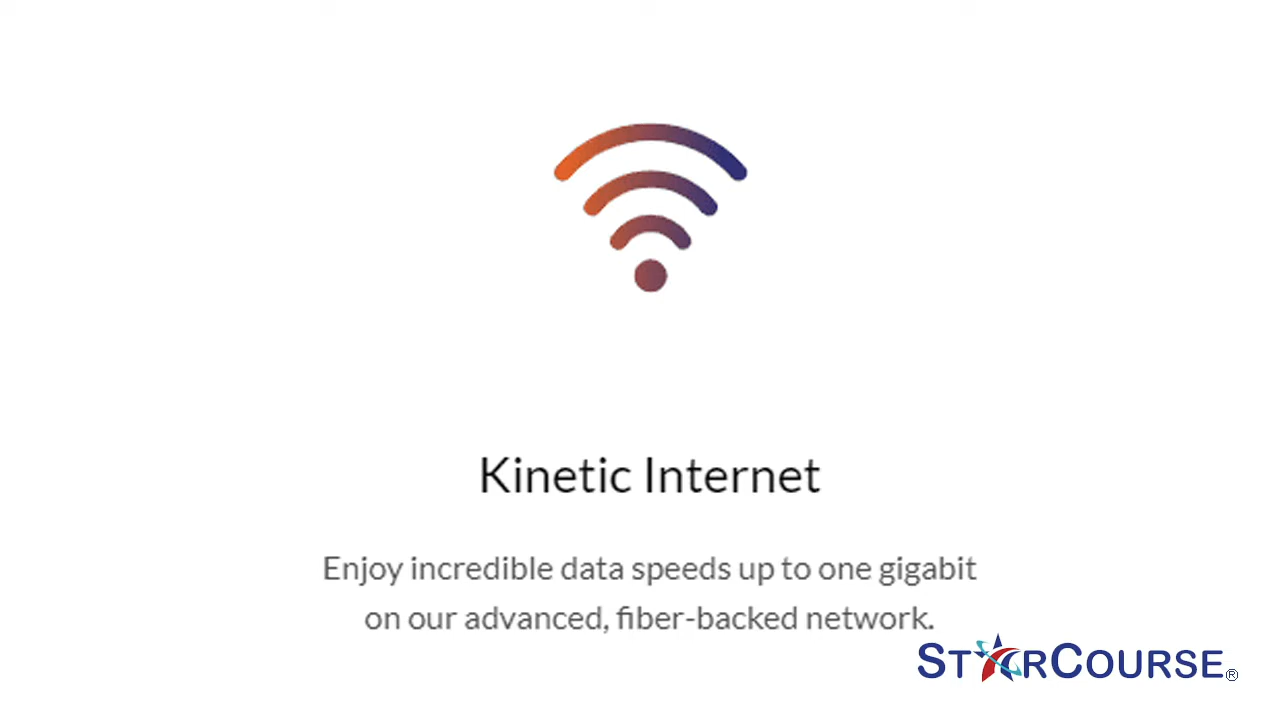 Kinetic Internet
Enjoy incredible data speeds up to one gigabit
on our advanced, fiber-backed network.
STARCOURSE®